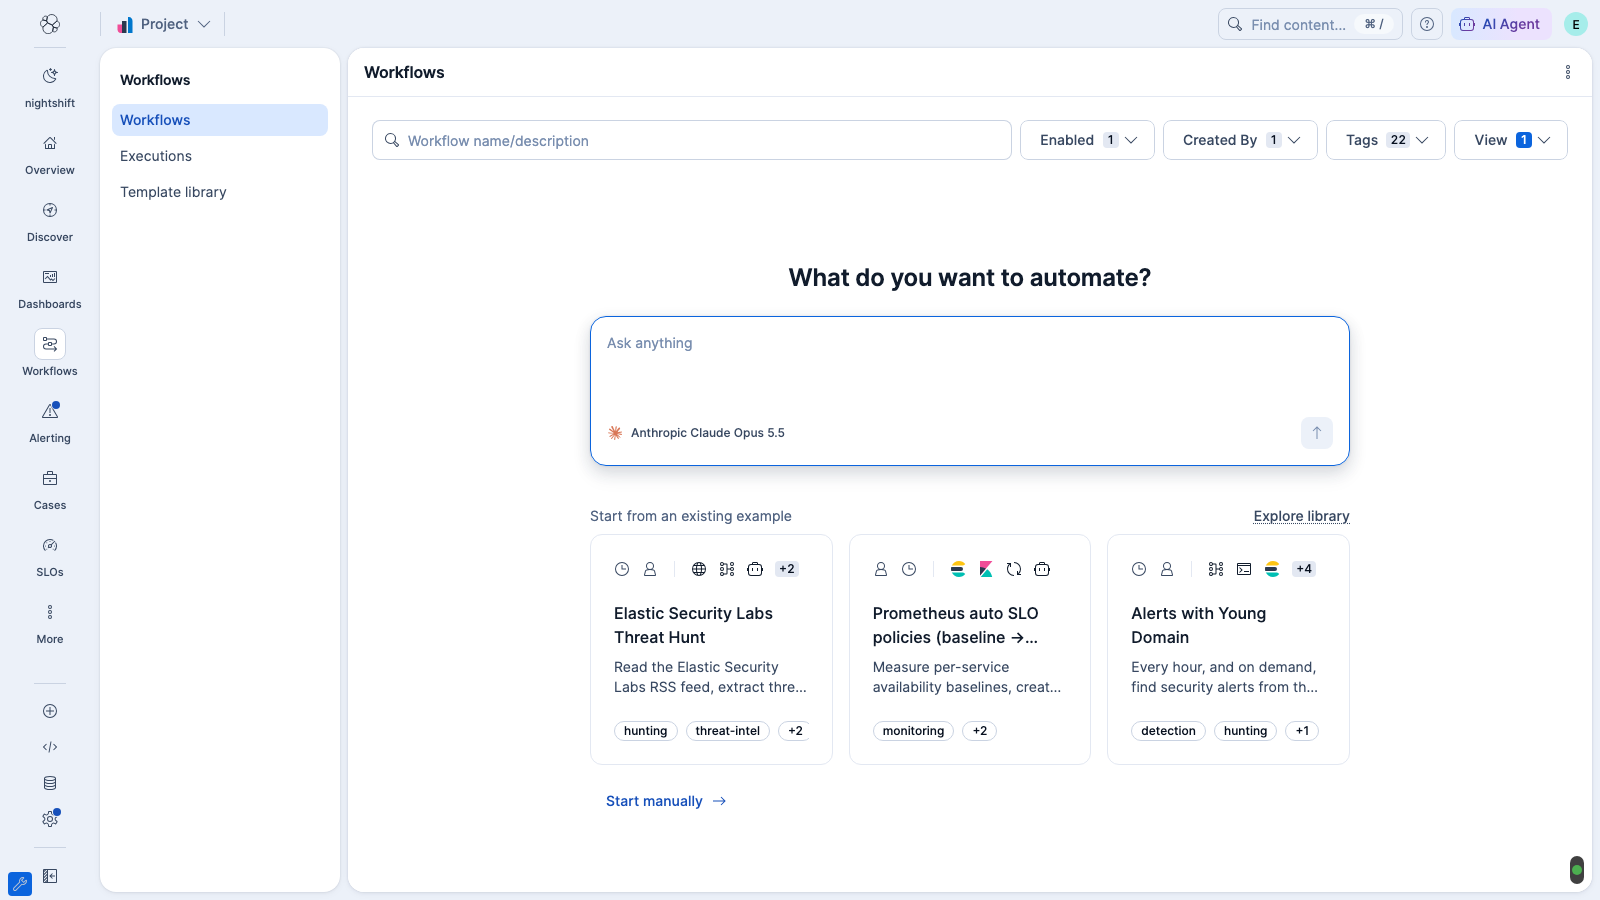 Project
Find content...
⌘ /
AI Agent
E
nightshift
Overview
Discover
Dashboards
Workflows
Alerting
Cases
SLOs
More
Workflows
Workflows
Executions
Template library
Workflows
Workflow name/description
Enabled 1
Created By 1
Tags 22
View 1
What do you want to automate?
Ask anything
Anthropic Claude Opus 5.5
Start from an existing example
Explore library
+2
Elastic Security Labs
Threat Hunt
Read the Elastic Security
Labs RSS feed, extract thre...
hunting
threat-intel
+2
Prometheus auto SLO
policies (baseline →...
Measure per-service
availability baselines, creat...
monitoring
+2
+4
Alerts with Young
Domain
Every hour, and on demand,
find security alerts from th...
detection
hunting
+1
Start manually →